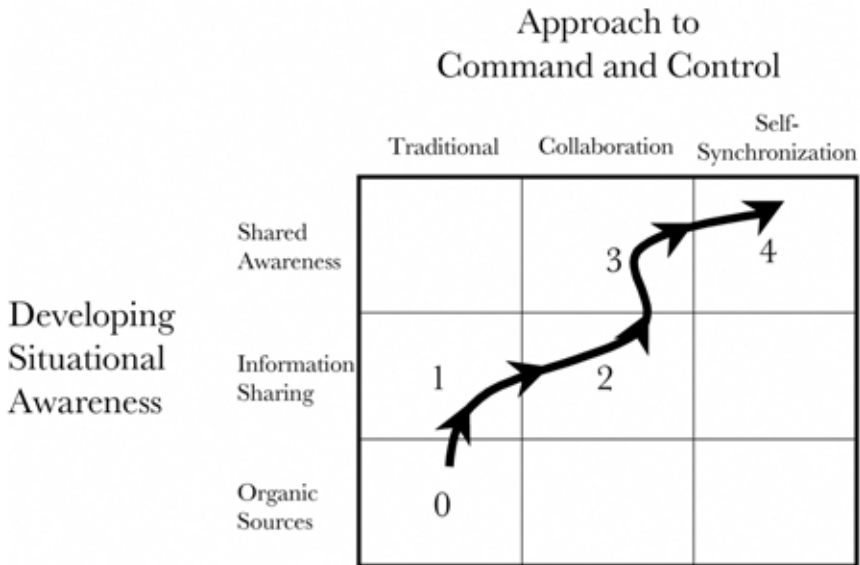 Approach to
Command and Control
Traditional
Collaboration
Self-
Synchronization
Shared
Awareness
3
4
Developing
Situational
Awareness
Information
Sharing
1
2
Organic
Sources
0